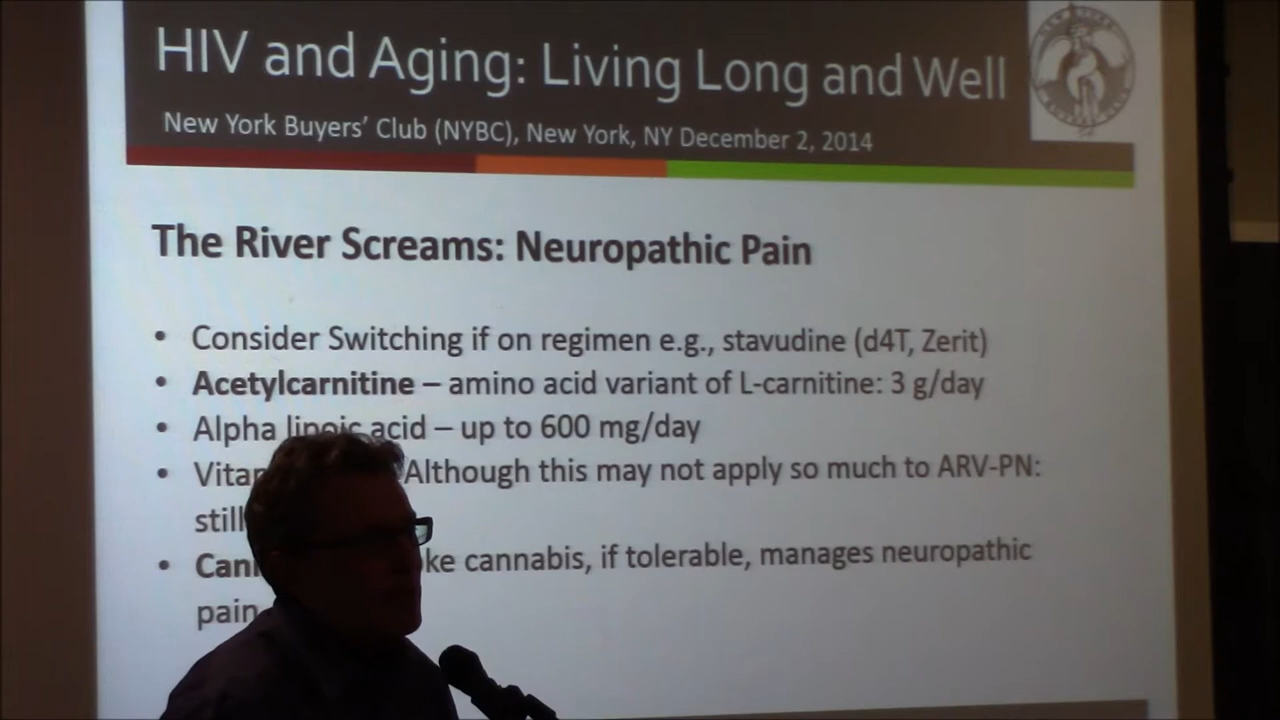 HIV and Aging: Living Long and Well
New York Buyers' Club (NYBC), New York, NY December 2, 2014
The River Screams: Neuropathic Pain
• Consider Switching if on regimen e.g., stavudine (d4T, Zerit)
• Acetylcarnitine – amino acid variant of L-carnitine: 3 g/day
• Alpha lipoic acid – up to 600 mg/day
• Although this may not apply so much to ARV-PN:
still
• cannabis, if tolerable, manages neuropathic
pain